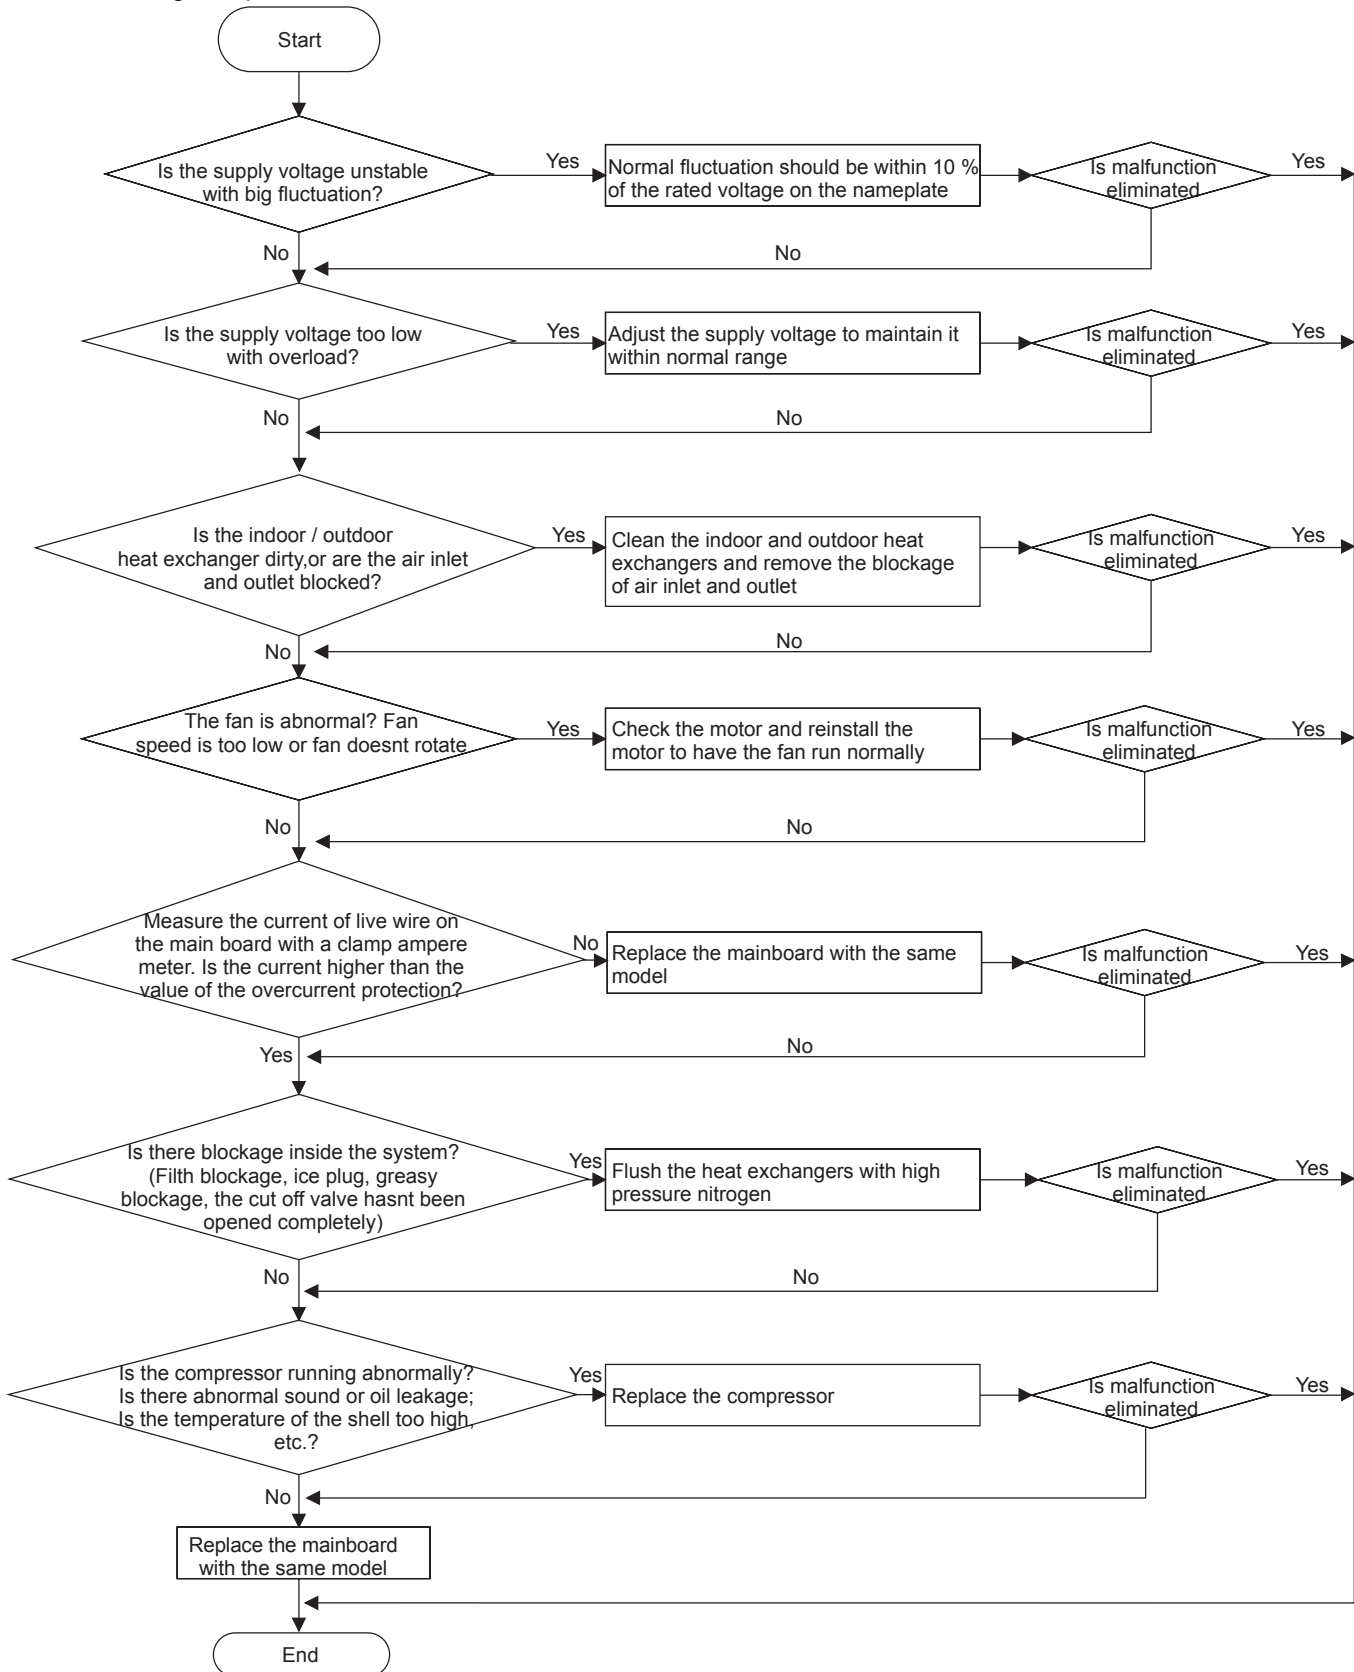 Start
Is the supply voltage unstable
with big fluctuation?
Yes
Normal fluctuation should be within 10 %
of the rated voltage on the nameplate
Is malfunction
eliminated
Yes
No
No
Is the supply voltage too low
with overload?
Yes
Adjust the supply voltage to maintain it
within normal range
Is malfunction
eliminated
Yes
No
No
Is the indoor / outdoor
heat exchanger dirty,or are the air inlet
and outlet blocked?
Yes
Clean the indoor and outdoor heat
exchangers and remove the blockage
of air inlet and outlet
Is malfunction
eliminated
Yes
No
No
The fan is abnormal? Fan
speed is too low or fan doesnt rotate
Yes
Check the motor and reinstall the
motor to have the fan run normally
Is malfunction
eliminated
Yes
No
No
Measure the current of live wire on
the main board with a clamp ampere
meter. Is the current higher than the
value of the overcurrent protection?
No
Replace the mainboard with the same
model
Is malfunction
eliminated
Yes
Yes
No
Is there blockage inside the system?
(Filth blockage, ice plug, greasy
blockage, the cut off valve hasnt been
opened completely)
Yes
Flush the heat exchangers with high
pressure nitrogen
Is malfunction
eliminated
Yes
No
No
Is the compressor running abnormally?
Is there abnormal sound or oil leakage;
Is the temperature of the shell too high,
etc.?
Yes
Replace the compressor
Is malfunction
eliminated
Yes
No
Replace the mainboard
with the same model
End